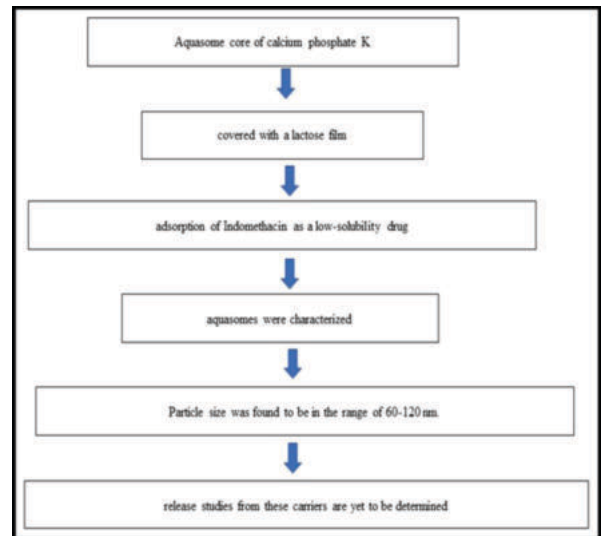 Aquasome core of calcium phosphate K
covered with a lactose film
adsorption of Indomethacin as a low-solubility drug
aquasomes were characterized
Particle size was found to be in the range of 60-120 nm.
release studies from these carriers are yet to be determined